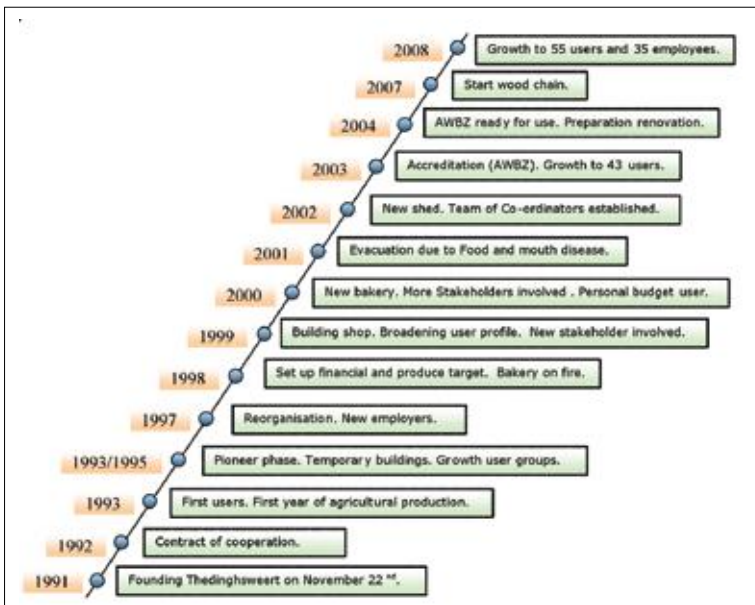 2008 Growth to 55 users and 35 employees.
2007 Start wood chain.
2004 AWBZ ready for use. Preparation renovation.
2003 Accreditation (AWBZ). Growth to 43 users.
2002 New shed. Team of Co-ordinators established.
2001 Evacuation due to Food and mouth disease.
2000 New bakery. More Stakeholders involved . Personal budget user.
1999 Building shop. Broadening user profile. New stakeholder involved.
1998 Set up financial and produce target. Bakery on fire.
1997 Reorganisation. New employers.
1993/1995 Pioneer phase. Temporary buildings. Growth user groups.
1993 First users. First year of agricultural production.
1992 Contract of cooperation.
1991 Founding Thedinghsweert on November 22 nd.